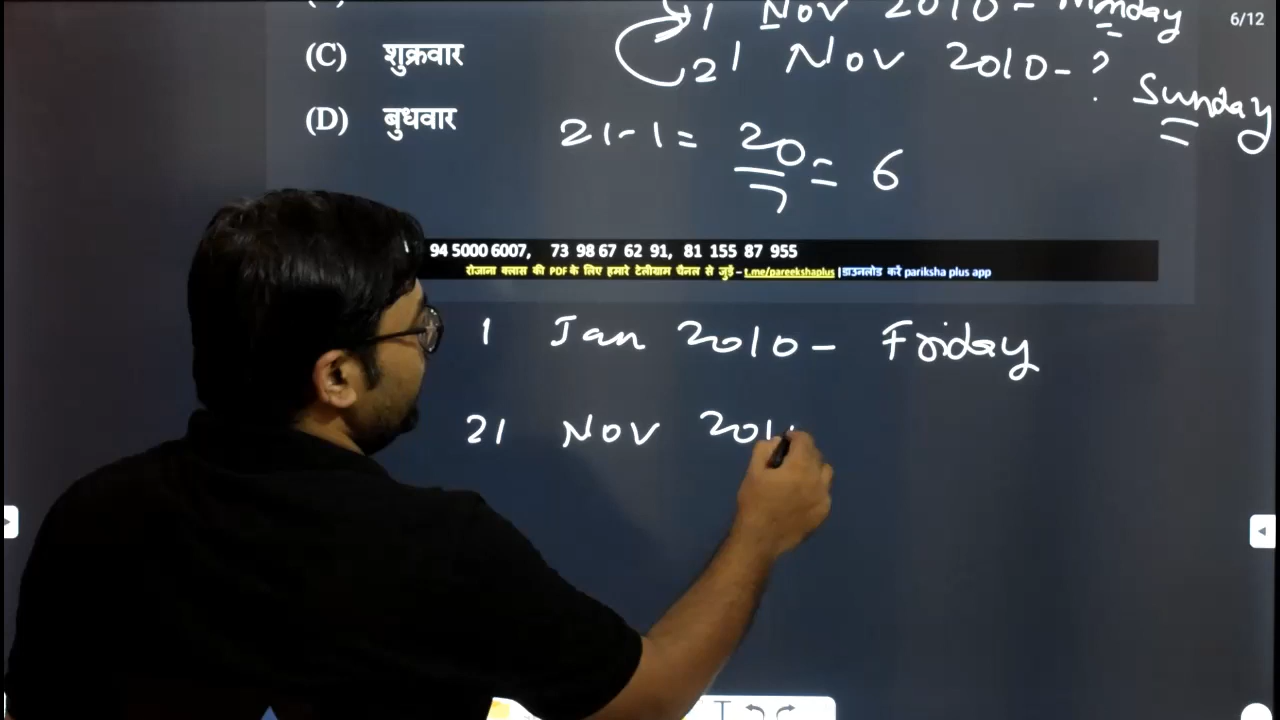 1 Nov 2010 - Monday
6/12
(C) शुक्रवार
21 Nov 2010 - ?
Sunday
(D) बुधवार
21 - 1 = 20/7 = 6
94 5000 6007, 73 98 67 62 91, 81 155 87 955
रोजाना क्लास की PDF के लिए हमारे टेलीग्राम चैनल से जुड़ें – t.me/pareekshaplus | डाउनलोड करें pariksha plus app
1 Jan 2010 - Friday
21 Nov 201